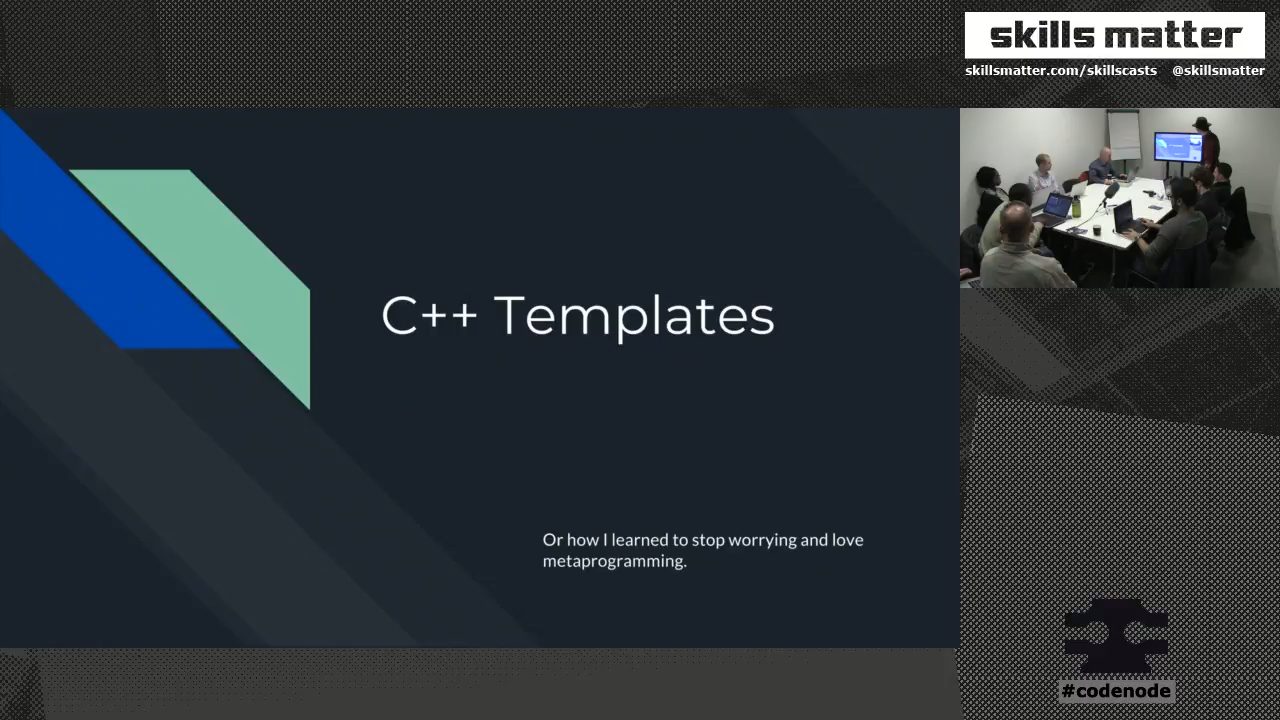 skills matter
skillsmatter.com/skillscasts @skillsmatter
C++ Templates
Or how I learned to stop worrying and love
metaprogramming.
#codenode